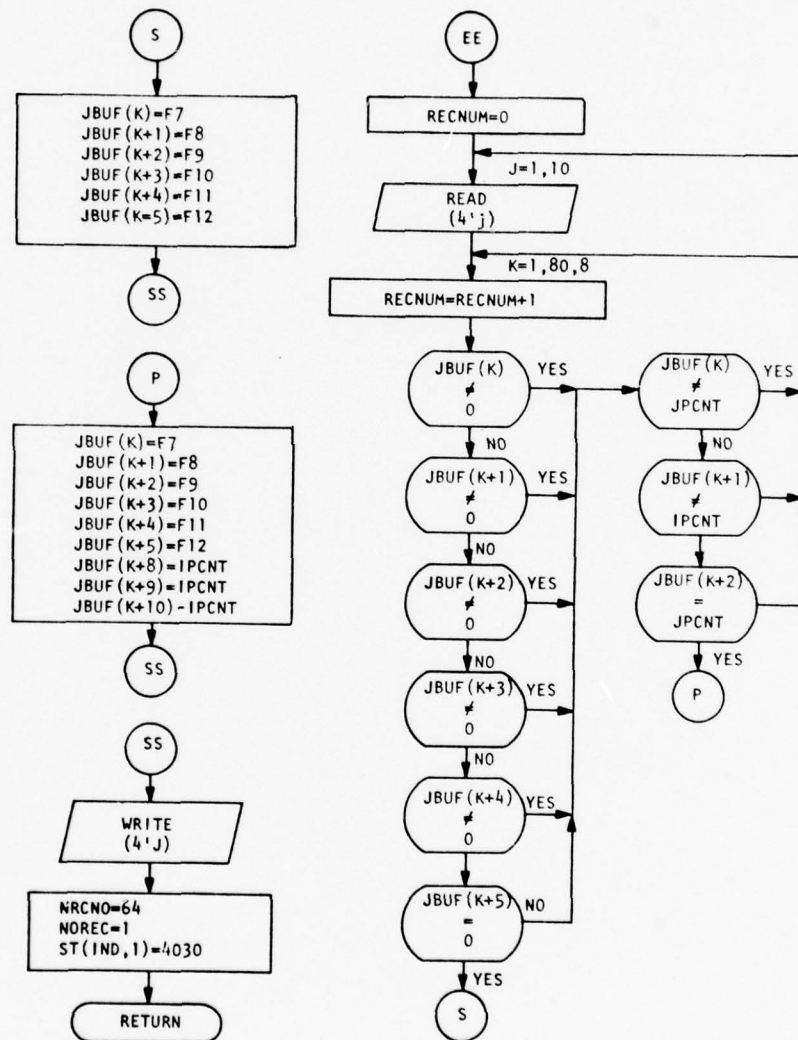 S
JBUF(K)=F7
JBUF(K+1)=F8
JBUF(K+2)=F9
JBUF(K+3)=F10
JBUF(K+4)=F11
JBUF(K=5)=F12
SS
P
JBUF(K)=F7
JBUF(K+1)=F8
JBUF(K+2)=F9
JBUF(K+3)=F10
JBUF(K+4)=F11
JBUF(K+5)=F12
JBUF(K+8)=IPCNT
JBUF(K+9)=IPCNT
JBUF(K+10)-IPCNT
SS
SS
WRITE
(4'J)
NRCNO=64
NOREC=1
ST(IND,1)=4030
RETURN
EE
RECNUM=0
J=1,10
READ
(4'j)
K=1,80,8
RECNUM=RECNUM+1
JBUF(K)
≠
0
YES
NO
JBUF(K+1)
≠
0
YES
NO
JBUF(K+2)
≠
0
YES
NO
JBUF(K+3)
≠
0
YES
NO
JBUF(K+4)
≠
0
YES
JBUF(K+5)
=
0
NO
YES
S
JBUF(K)
≠
JPCNT
YES
NO
JBUF(K+1)
≠
IPCNT
NO
JBUF(K+2)
=
JPCNT
YES
P